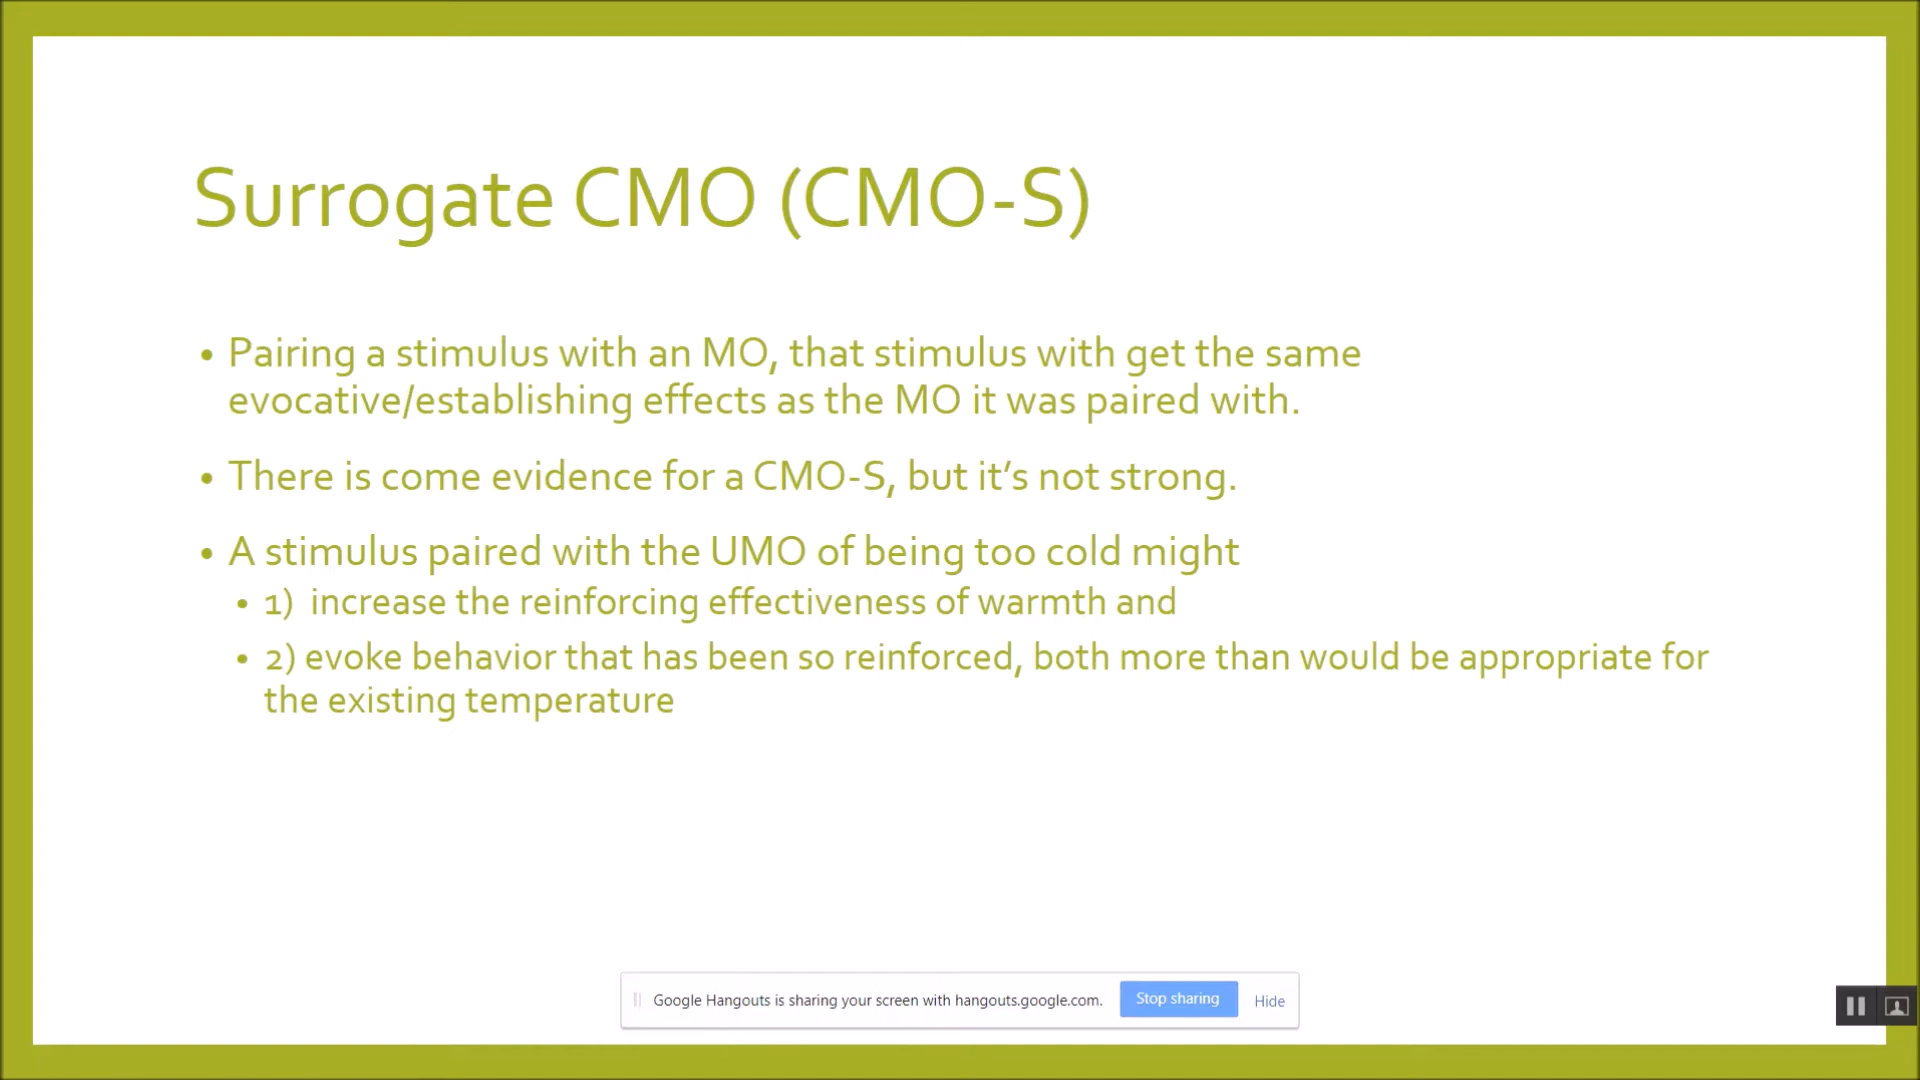 Surrogate CMO (CMO-S)
• Pairing a stimulus with an MO, that stimulus with get the same
evocative/establishing effects as the MO it was paired with.
• There is come evidence for a CMO-S, but it's not strong.
• A stimulus paired with the UMO of being too cold might
• 1) increase the reinforcing effectiveness of warmth and
• 2) evoke behavior that has been so reinforced, both more than would be appropriate for
the existing temperature
Google Hangouts is sharing your screen with hangouts.google.com. Stop sharing Hide